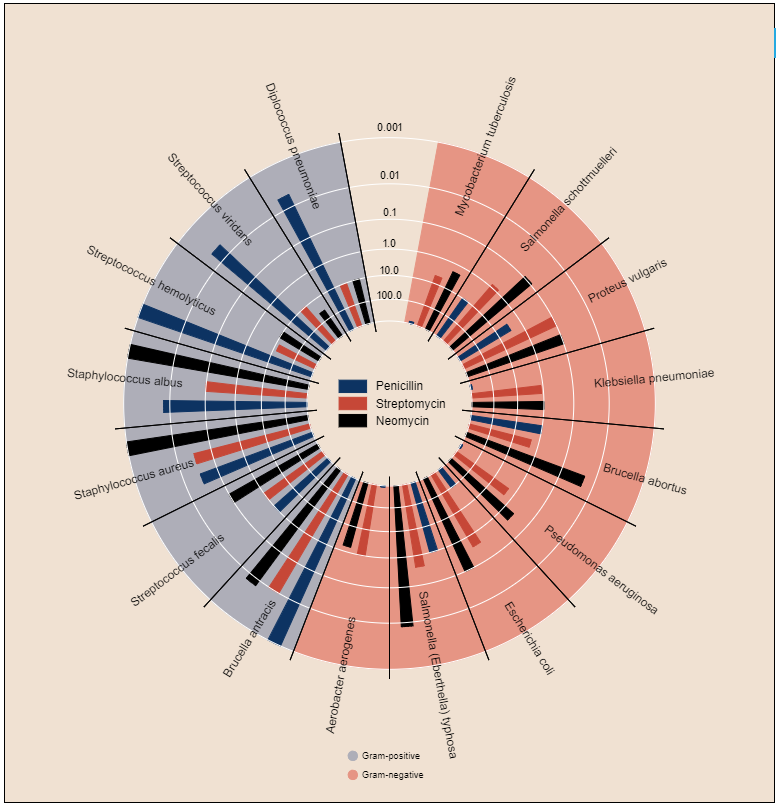 Diplococcus pneumoniae
Mycobacterium tuberculosis
Streptococcus viridans
Salmonella schottmuelleri
Streptococcus hemolyticus
Proteus vulgaris
Staphylococcus albus
Klebsiella pneumoniae
Staphylococcus aureus
Brucella abortus
Streptococcus fecalis
Pseudomonas aeruginosa
Brucella antracis
Escherichia coli
Aerobacter aerogenes
Salmonella (Eberthella) typhosa
0.001
0.01
0.1
1.0
10.0
100.0
Penicillin
Streptomycin
Neomycin
Gram-positive
Gram-negative